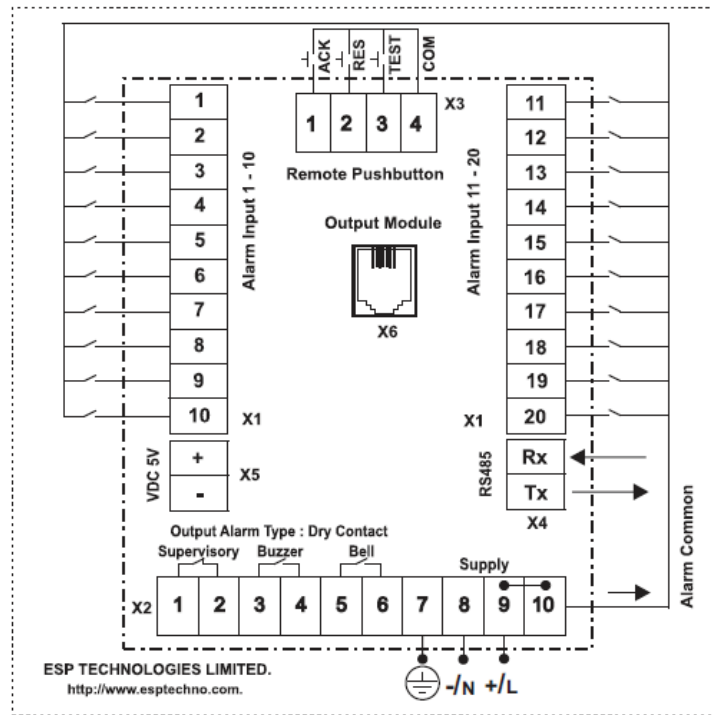 ACK
RES
TEST
COM
1 2 3 4
X3
Remote Pushbutton
1
2
3
4
5
6
7
8
9
10
Alarm Input 1 - 10
X1
Output Module
X6
Alarm Input 11 - 20
11
12
13
14
15
16
17
18
19
20
X1
VDC 5V
+
-
X5
RS485
Rx
Tx
X4
Alarm Common
Output Alarm Type : Dry Contact
Supervisory Buzzer Bell Supply
X2 1 2 3 4 5 6 7 8 9 10
-/N +/L
ESP TECHNOLOGIES LIMITED.
http://www.esptechno.com.